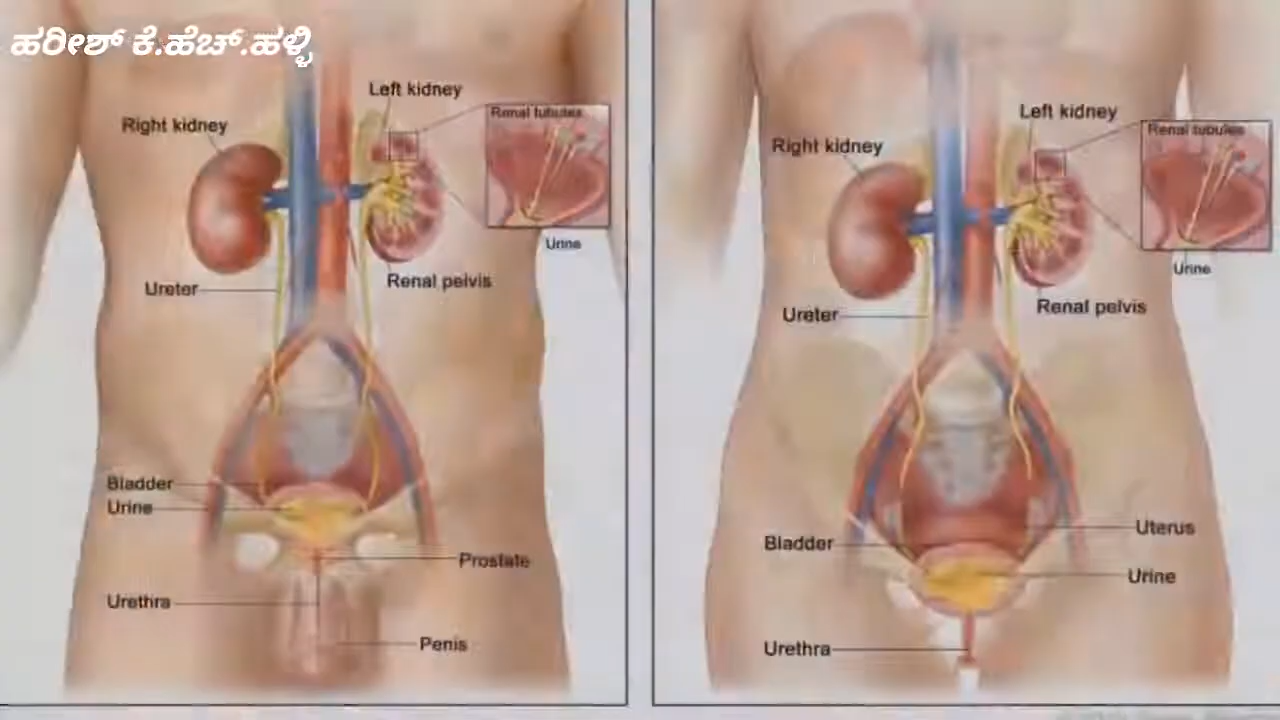 ಹರೀಶ್ ಕೆ.ಹೆಚ್.ಹಳ್ಳಿ
Left kidney
Right kidney
Renal tubules
Urine
Renal pelvis
Ureter
Bladder
Urine
Prostate
Urethra
Penis
Left kidney
Right kidney
Renal tubules
Urine
Renal pelvis
Ureter
Uterus
Bladder
Urine
Urethra